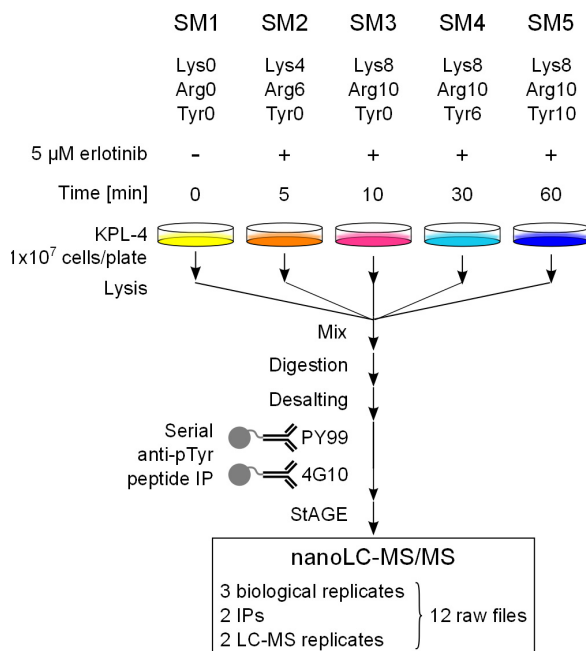 SM1 SM2 SM3 SM4 SM5
Lys0 Lys4 Lys8 Lys8 Lys8
Arg0 Arg6 Arg10 Arg10 Arg10
Tyr0 Tyr0 Tyr0 Tyr6 Tyr10
5 µM erlotinib - + + + +
Time [min] 0 5 10 30 60
KPL-4
1x10⁷ cells/plate
Lysis
Mix
Digestion
Desalting
Serial
anti-pTyr
peptide IP
PY99
4G10
StAGE
nanoLC-MS/MS
3 biological replicates
2 IPs
2 LC-MS replicates
12 raw files